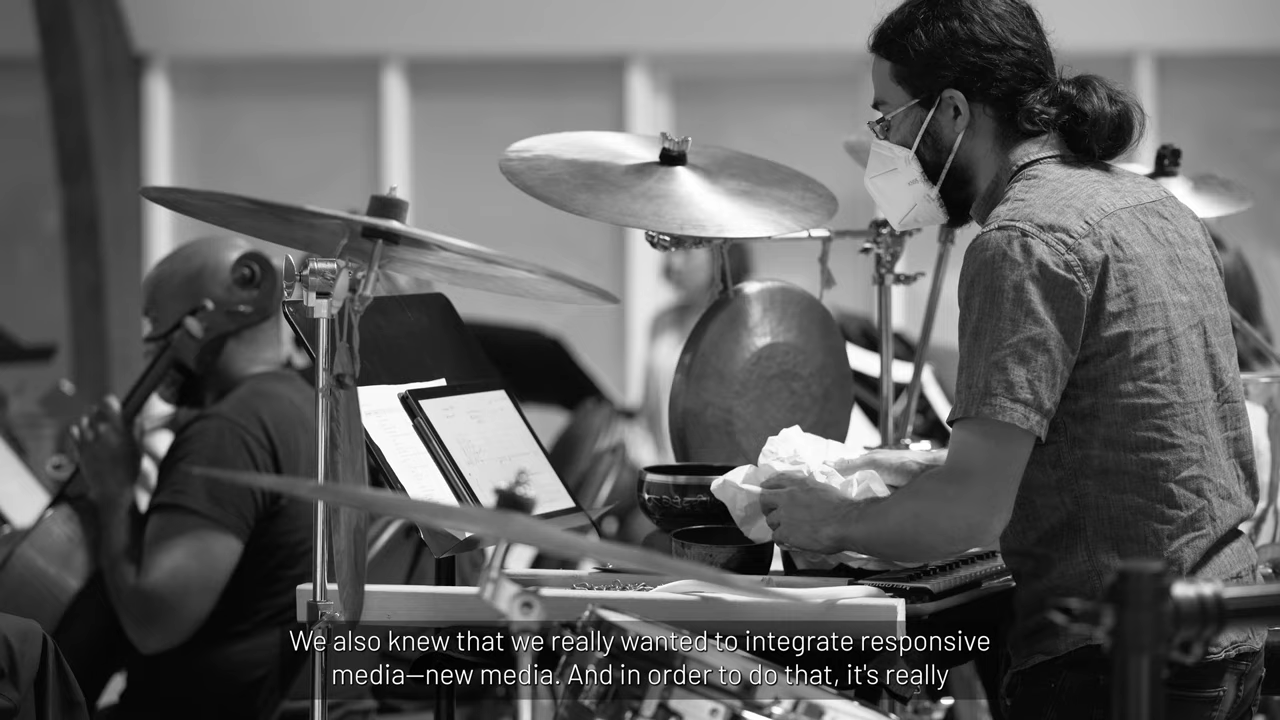 We also knew that we really wanted to integrate responsive
media—new media. And in order to do that, it's really